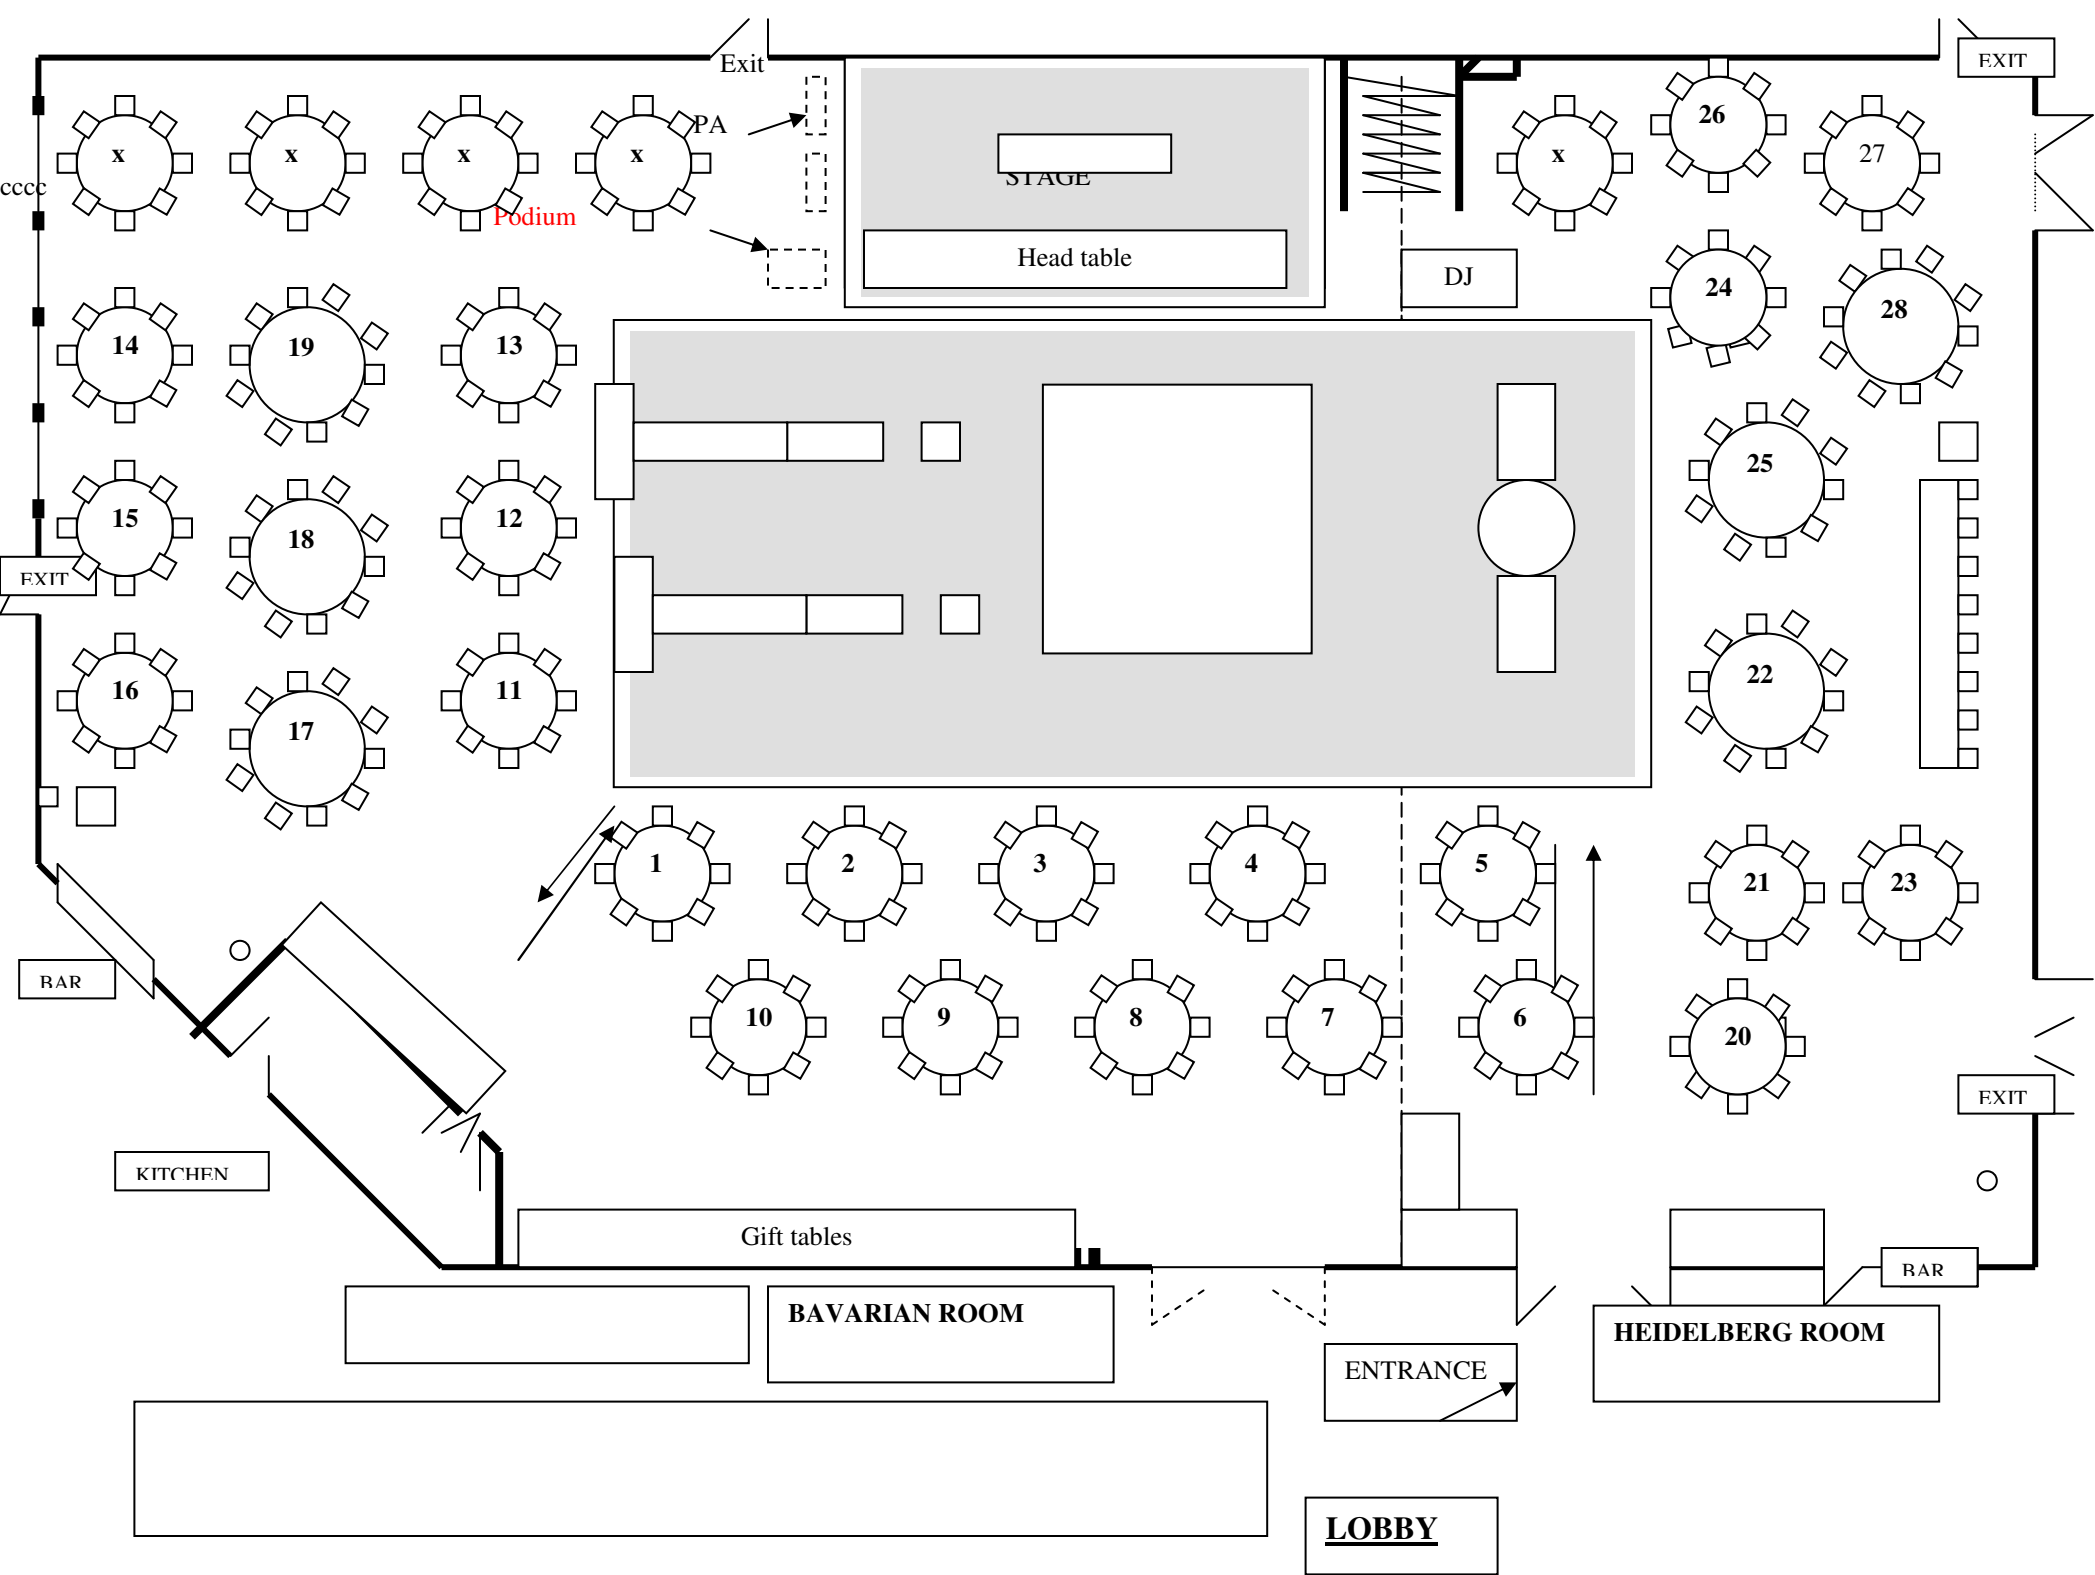 Exit
EXIT
x
x
x
x
PA
x
26
27
STAGE
cccc
Podium
Head table
DJ
24
28
14
19
13
25
15
18
12
EXIT
16
17
11
22
1
2
3
4
5
21
23
10
9
8
7
6
20
BAR
EXIT
KITCHEN
Gift tables
BAR
BAVARIAN ROOM
HEIDELBERG ROOM
ENTRANCE
LOBBY